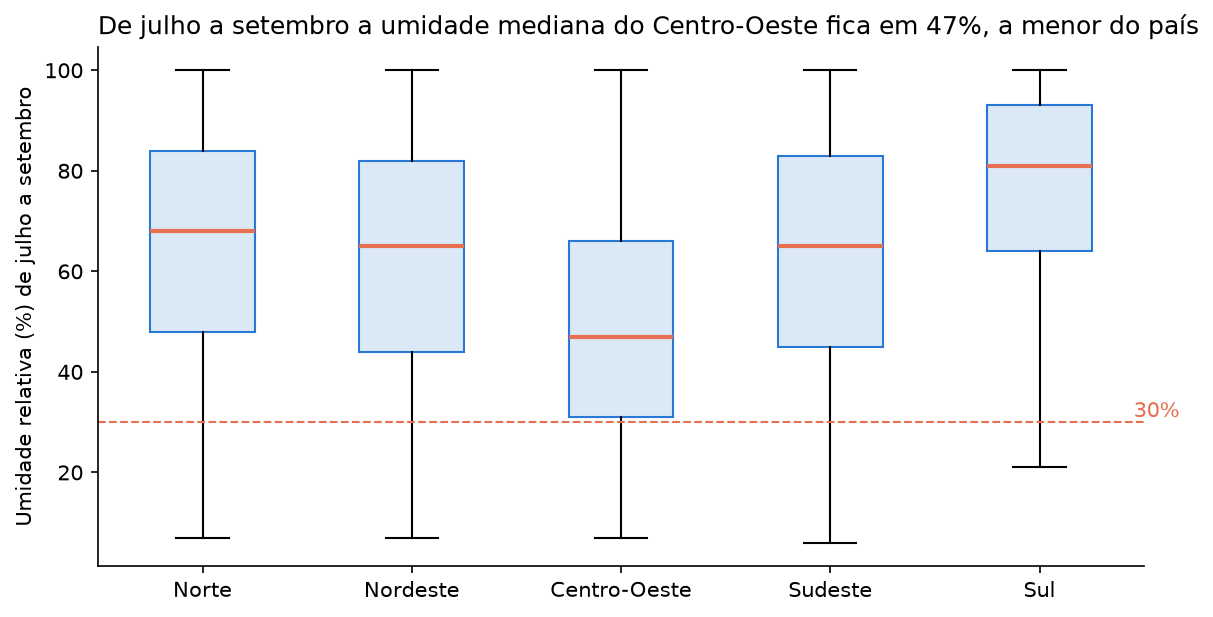 De julho a setembro a umidade mediana do Centro-Oeste fica em 47%, a menor do país
Umidade relativa (%) de julho a setembro
100
80
60
40
20
30%
Norte
Nordeste
Centro-Oeste
Sudeste
Sul